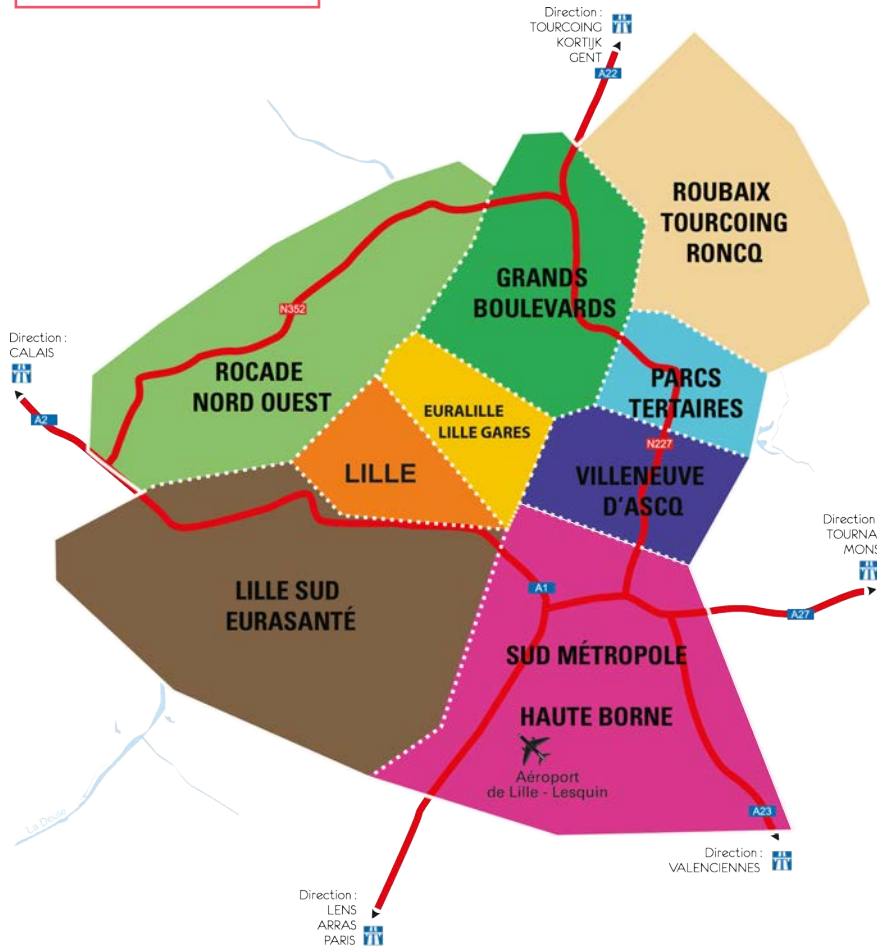 Direction :
TOURCOING
KORTIJK
GENT
A22
ROUBAIX
TOURCOING
RONCQ
GRANDS
BOULEVARDS
N352
Direction :
CALAIS
A2
ROCADE
NORD OUEST
PARCS
TERTAIRES
EURALILLE
LILLE GARES
N227
LILLE
VILLENEUVE
D'ASCQ
Direction
TOURNA
MONS
A27
A1
LILLE SUD
EURASANTÉ
SUD MÉTROPOLE
HAUTE BORNE
Aéroport
de Lille - Lesquin
A23
La Deule
Direction :
VALENCIENNES
Direction :
LENS
ARRAS
PARIS